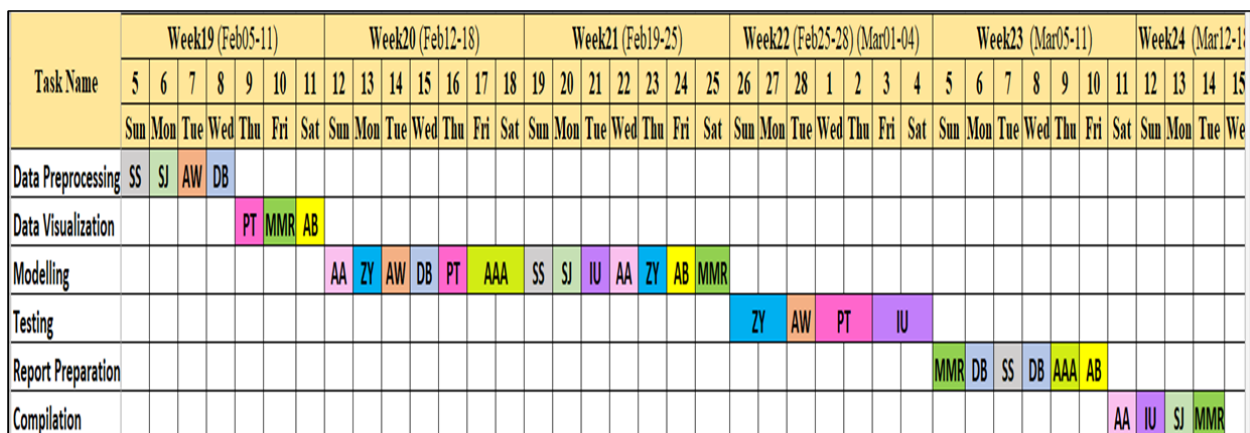 Task Name Week19 (Feb05-11) Week20 (Feb12-18) Week21 (Feb19-25) Week22 (Feb25-28) (Mar01-04) Week23 (Mar05-11) Week24 (Mar12-18
5 6 7 8 9 10 11 12 13 14 15 16 17 18 19 20 21 22 23 24 25 26 27 28 1 2 3 4 5 6 7 8 9 10 11 12 13 14 15
Sun Mon Tue Wed Thu Fri Sat Sun Mon Tue Wed Thu Fri Sat Sun Mon Tue Wed Thu Fri Sat Sun Mon Tue Wed Thu Fri Sat Sun Mon Tue Wed Thu Fri Sat Sun Mon Tue We
Data Preprocessing SS SJ AW DB
Data Visualization PT MMR AB
Modelling AA ZY AW DB PT AAA SS SJ IU AA ZY AB MMR
Testing ZY AW PT IU
Report Preparation MMR DB SS DB AAA AB
Compilation AA IU SJ MMR